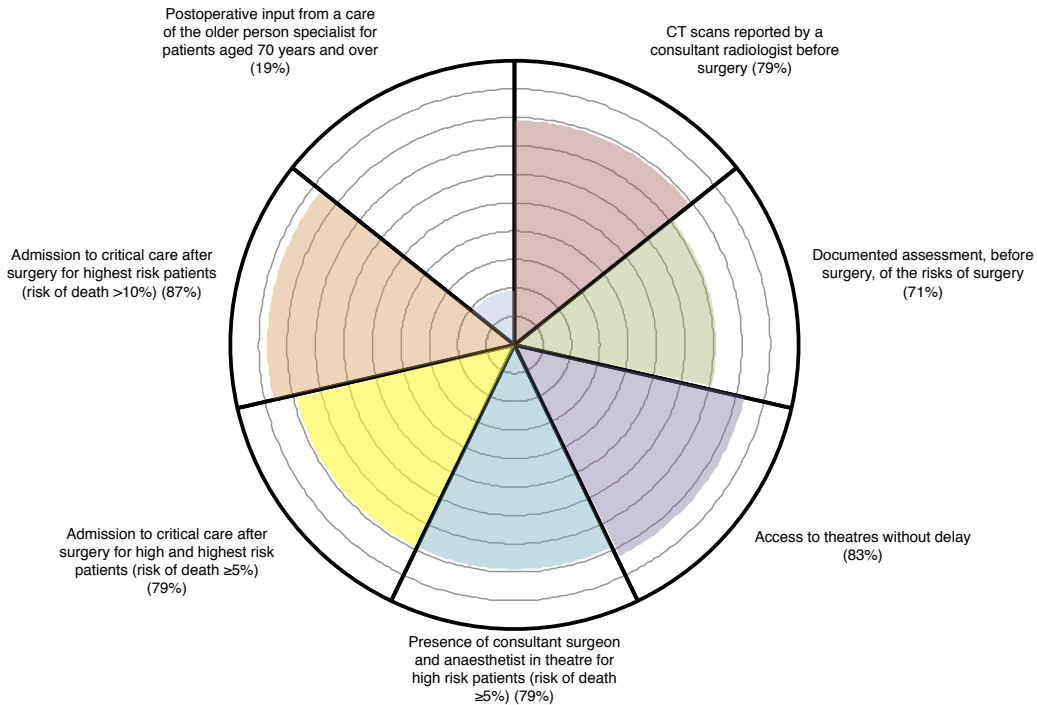 Postoperative input from a care
of the older person specialist for
patients aged 70 years and over
(19%)
CT scans reported by a
consultant radiologist before
surgery (79%)
Admission to critical care after
surgery for highest risk patients
(risk of death >10%) (87%)
Documented assessment, before
surgery, of the risks of surgery
(71%)
Admission to critical care after
surgery for high and highest risk
patients (risk of death ≥5%)
(79%)
Access to theatres without delay
(83%)
Presence of consultant surgeon
and anaesthetist in theatre for
high risk patients (risk of death
≥5%) (79%)